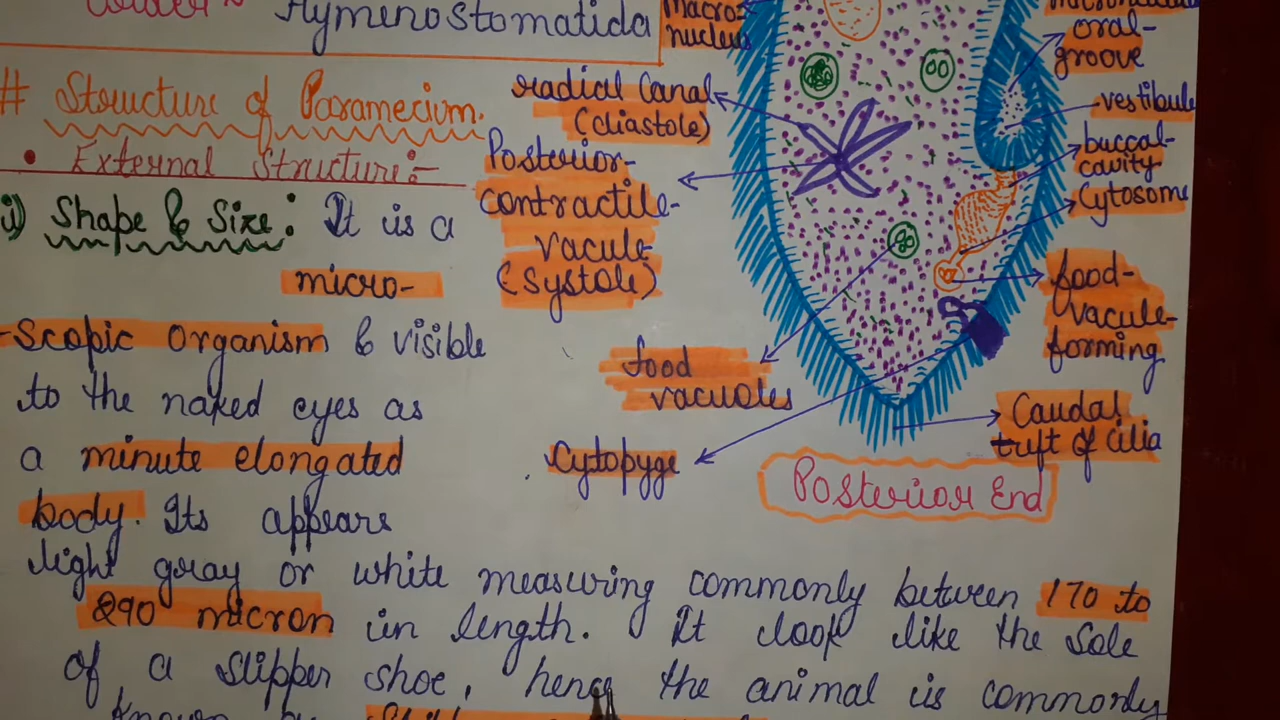 Hymenostomatida
# Structure of Paramecium.
• External Structure:-
i) Shape & Size: It is a
micro-
-Scopic organism & visible
to the naked eyes as
a minute elongated
body. Its appears
light gray or white measuring commonly between 170 to
290 micron in length. It look like the sole
of a slipper shoe, hence the animal is commonly
known by
macro-
nucleus
radial Canal
(diastole)
Posterior-
contractile-
vacule
(systole)
food
vacuoles
Cytopyge
oral-
groove
vestibule
buccal-
cavity
Cytosome
food-
vacule-
forming
Caudal
tuft of cilia
Posterior End